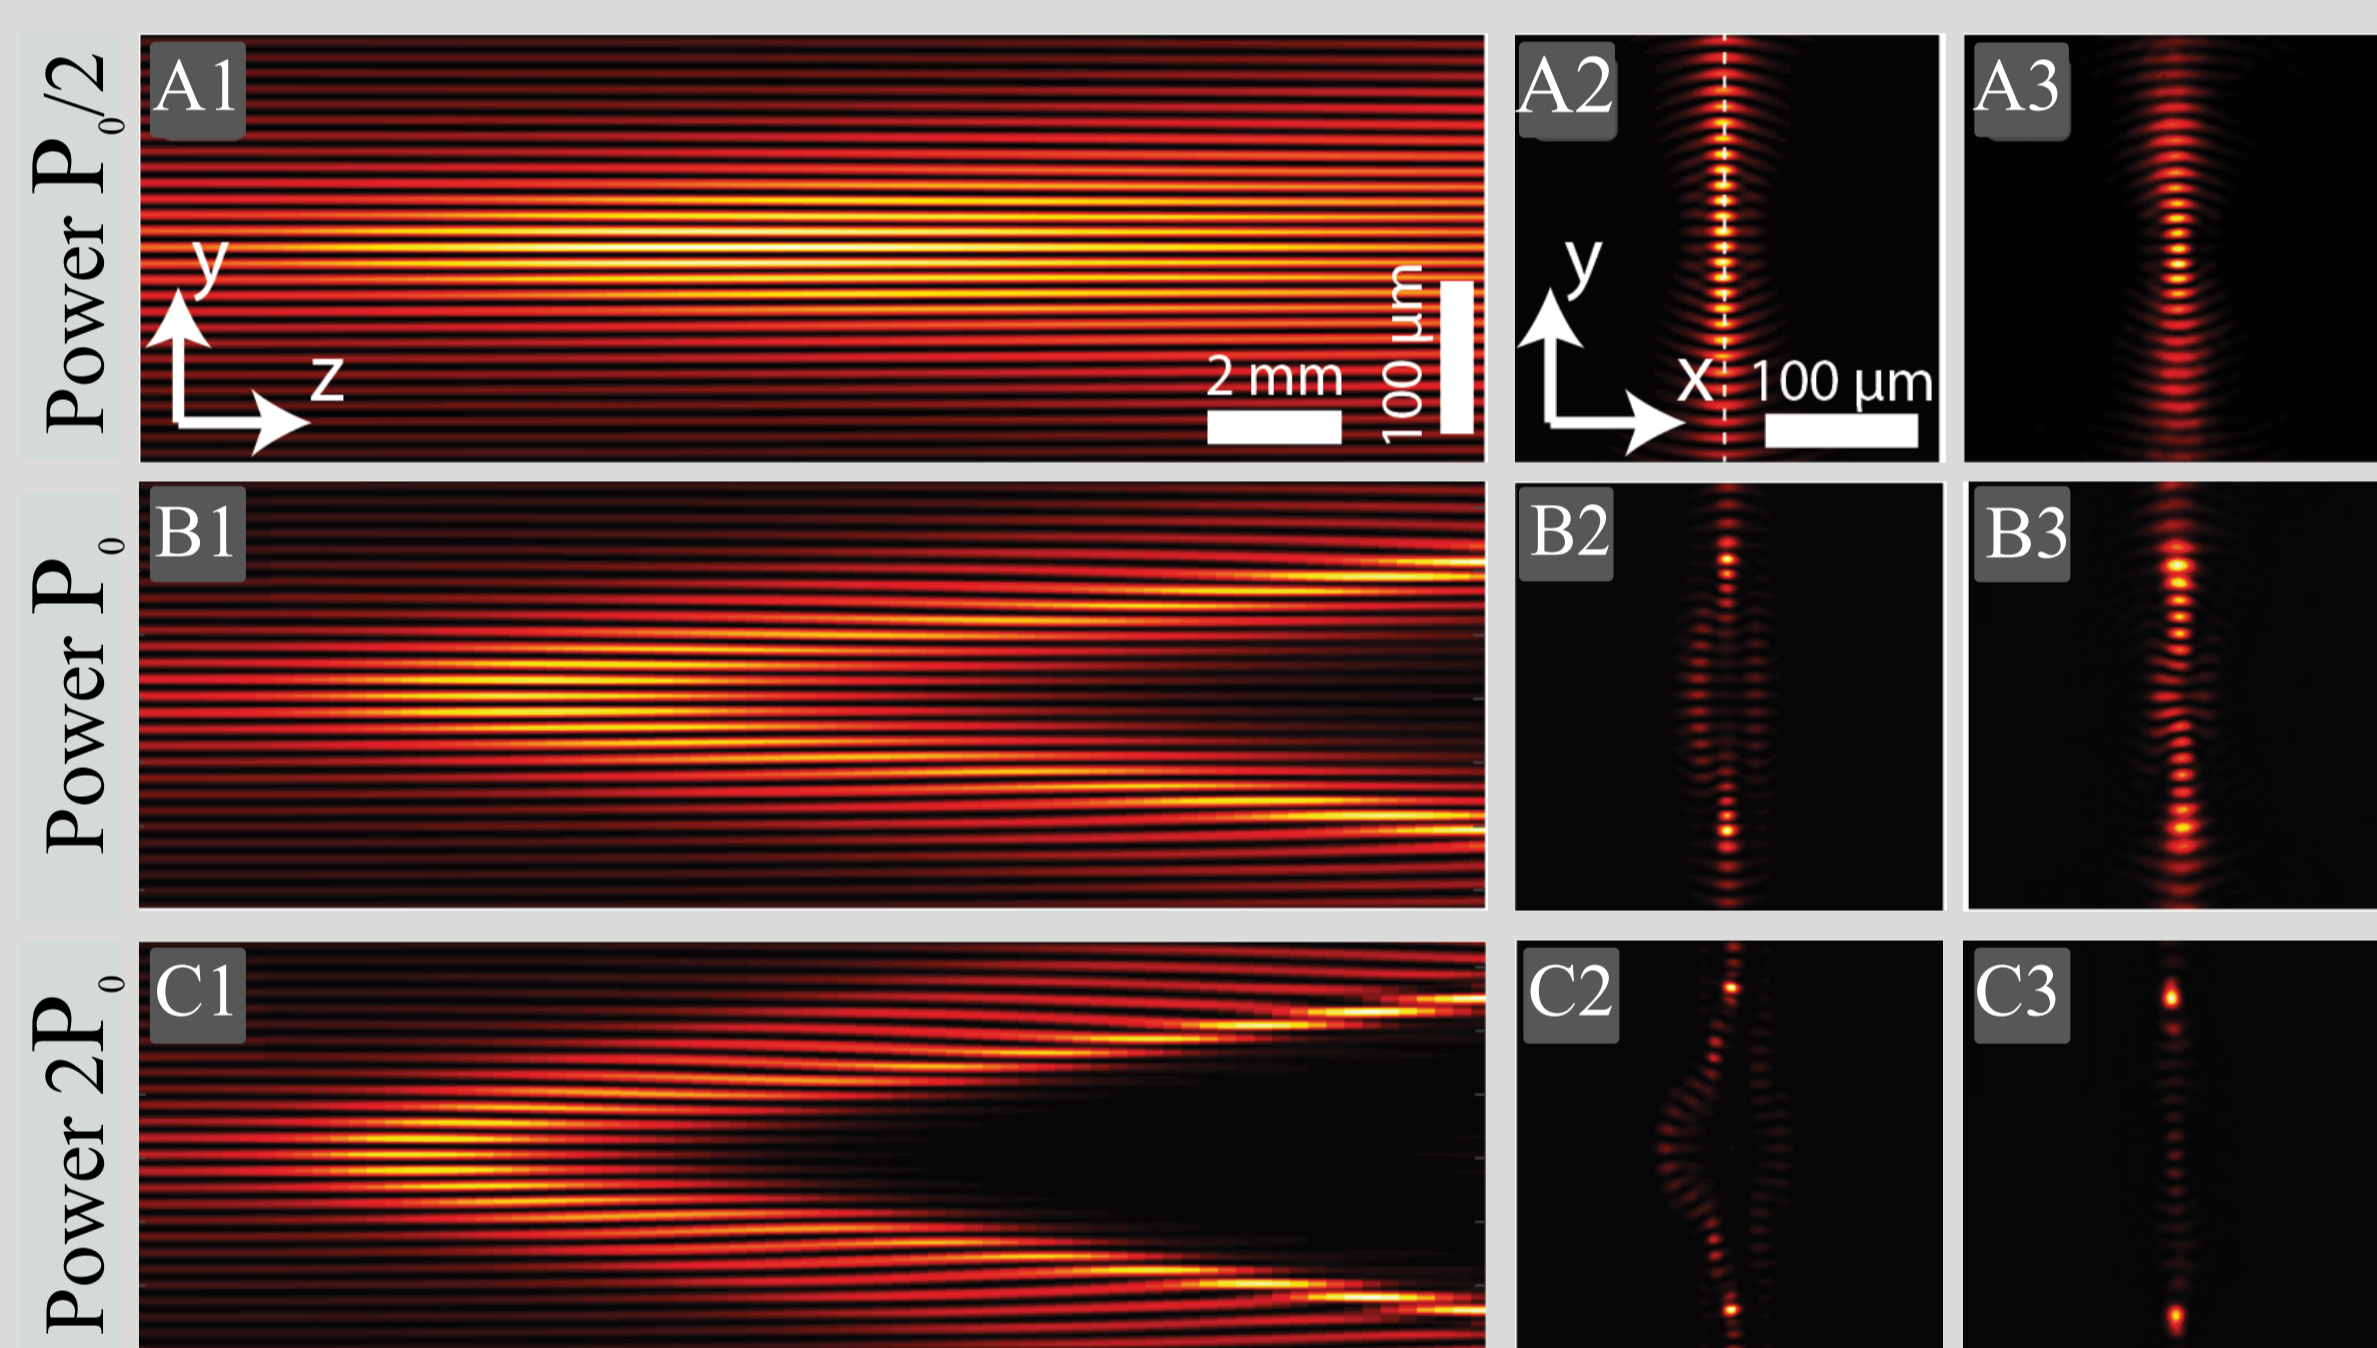 Power P₀/2
A1
y
z
2 mm
100 μm
A2
y
x
100 μm
A3
Power P₀
B1
B2
B3
Power 2P₀
C1
C2
C3